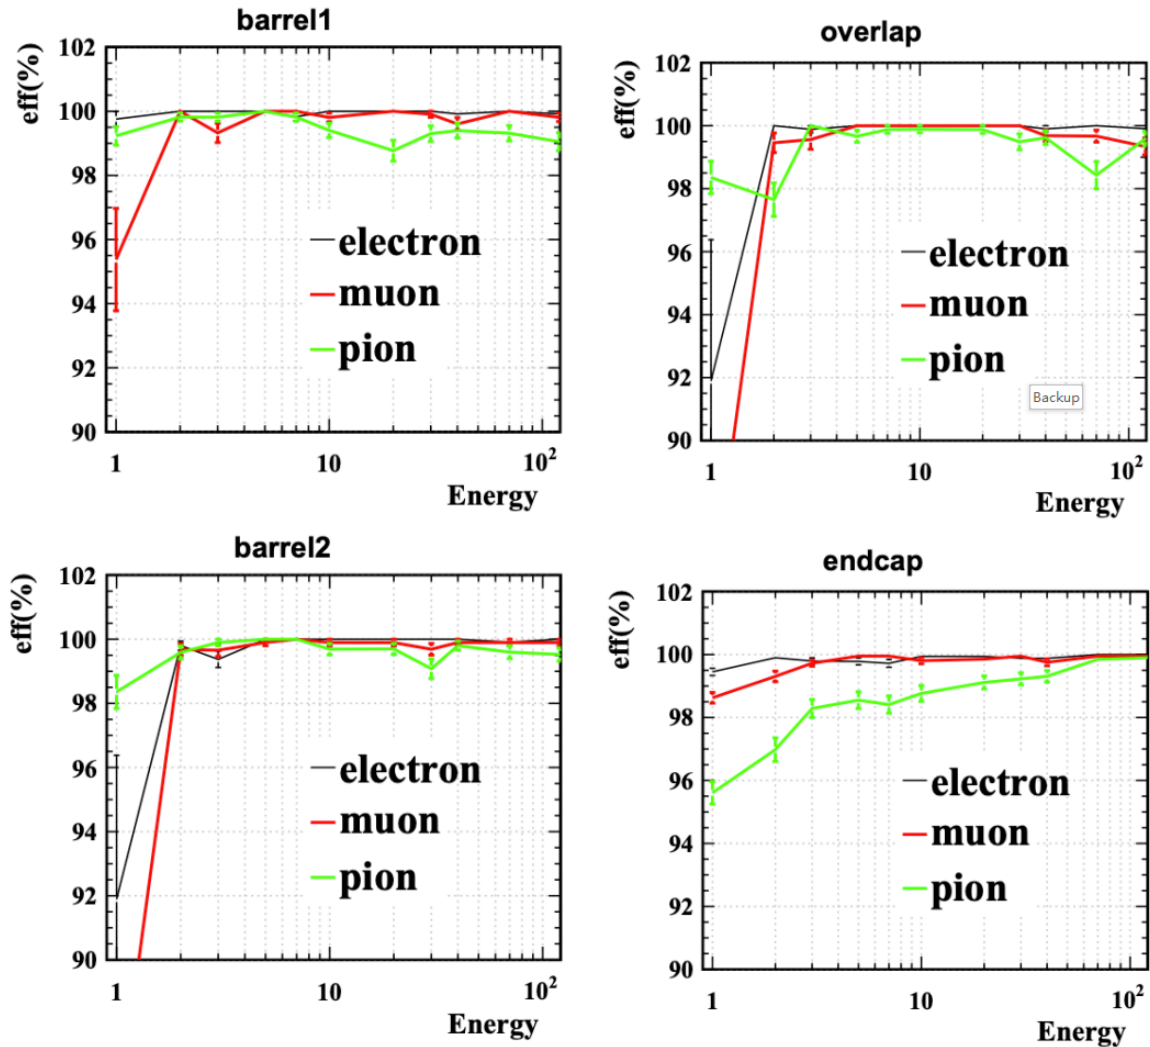 barrel1
eff(%)
102
100
98
96
94
92
90
electron
muon
pion
1
10
10²
Energy
overlap
eff(%)
102
100
98
96
94
92
90
electron
muon
pion
Backup
1
10
10²
Energy
barrel2
eff(%)
102
100
98
96
94
92
90
electron
muon
pion
1
10
10²
Energy
endcap
eff(%)
102
100
98
96
94
92
90
electron
muon
pion
1
10
10²
Energy